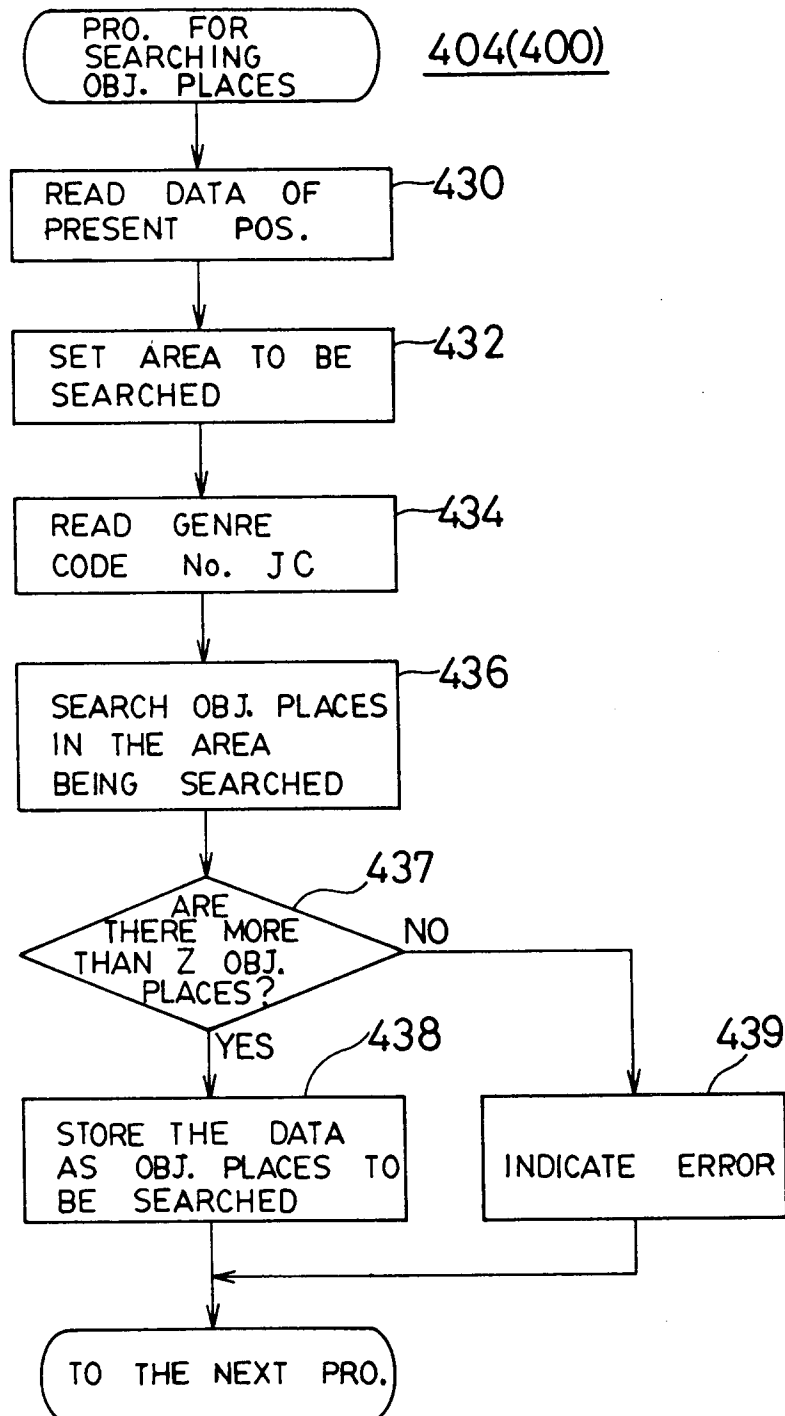 PRO. FOR
SEARCHING
OBJ. PLACES
404(400)
READ DATA OF
PRESENT POS.
430
SET AREA TO BE
SEARCHED
432
READ GENRE
CODE No. JC
434
SEARCH OBJ. PLACES
IN THE AREA
BEING SEARCHED
436
ARE
THERE MORE
THAN Z OBJ.
PLACES?
437
NO
YES
438
STORE THE DATA
AS OBJ. PLACES TO
BE SEARCHED
439
INDICATE ERROR
TO THE NEXT PRO.